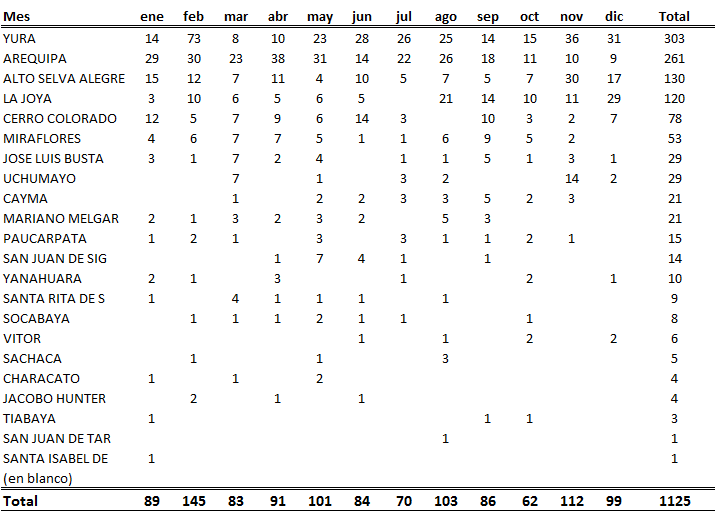 Mes ene feb mar abr may jun jul ago sep oct nov dic Total
YURA 14 73 8 10 23 28 26 25 14 15 36 31 303
AREQUIPA 29 30 23 38 31 14 22 26 18 11 10 9 261
ALTO SELVA ALEGRE 15 12 7 11 4 10 5 7 5 7 30 17 130
LA JOYA 3 10 6 5 6 5 21 14 10 11 29 120
CERRO COLORADO 12 5 7 9 6 14 3 10 3 2 7 78
MIRAFLORES 4 6 7 7 5 1 1 6 9 5 2 53
JOSE LUIS BUSTA 3 1 7 2 4 1 1 5 1 3 1 29
UCHUMAYO 7 1 3 2 14 2 29
CAYMA 1 2 2 3 3 5 2 3 21
MARIANO MELGAR 2 1 3 2 3 2 5 3 21
PAUCARPATA 1 2 1 3 3 1 1 2 1 15
SAN JUAN DE SIG 1 7 4 1 1 14
YANAHUARA 2 1 3 1 2 1 10
SANTA RITA DE S 1 4 1 1 1 1 9
SOCABAYA 1 1 1 2 1 1 1 8
VITOR 1 1 2 2 6
SACHACA 1 1 3 5
CHARACATO 1 1 2 4
JACOBO HUNTER 2 1 1 4
TIABAYA 1 1 1 3
SAN JUAN DE TAR 1 1
SANTA ISABEL DE 1 1
(en blanco)
Total 89 145 83 91 101 84 70 103 86 62 112 99 1125